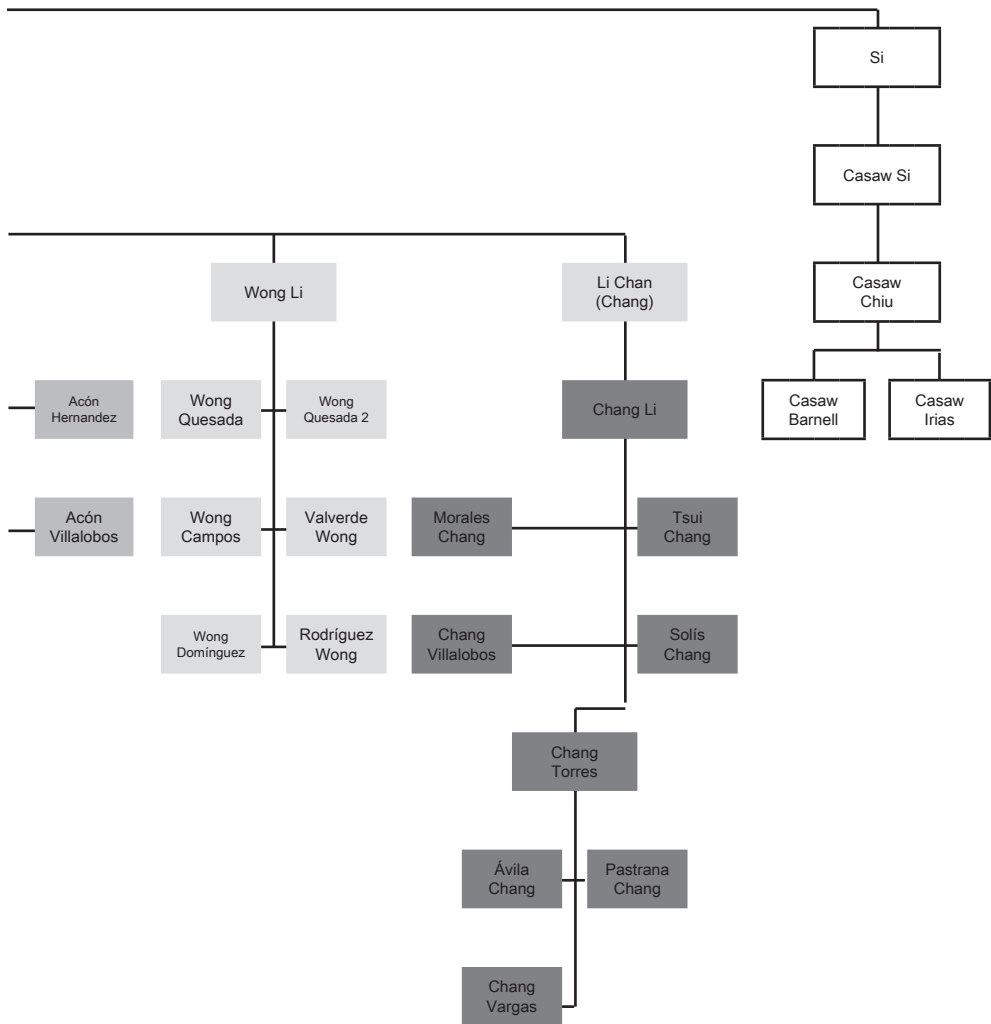 Si
Casaw Si
Wong Li
Li Chan
(Chang)
Casaw
Chiu
Acón
Hernandez
Wong
Quesada
Wong
Quesada 2
Chang Li
Casaw
Barnell
Casaw
Irias
Acón
Villalobos
Wong
Campos
Valverde
Wong
Morales
Chang
Tsui
Chang
Wong
Domínguez
Rodríguez
Wong
Chang
Villalobos
Solís
Chang
Chang
Torres
Ávila
Chang
Pastrana
Chang
Chang
Vargas